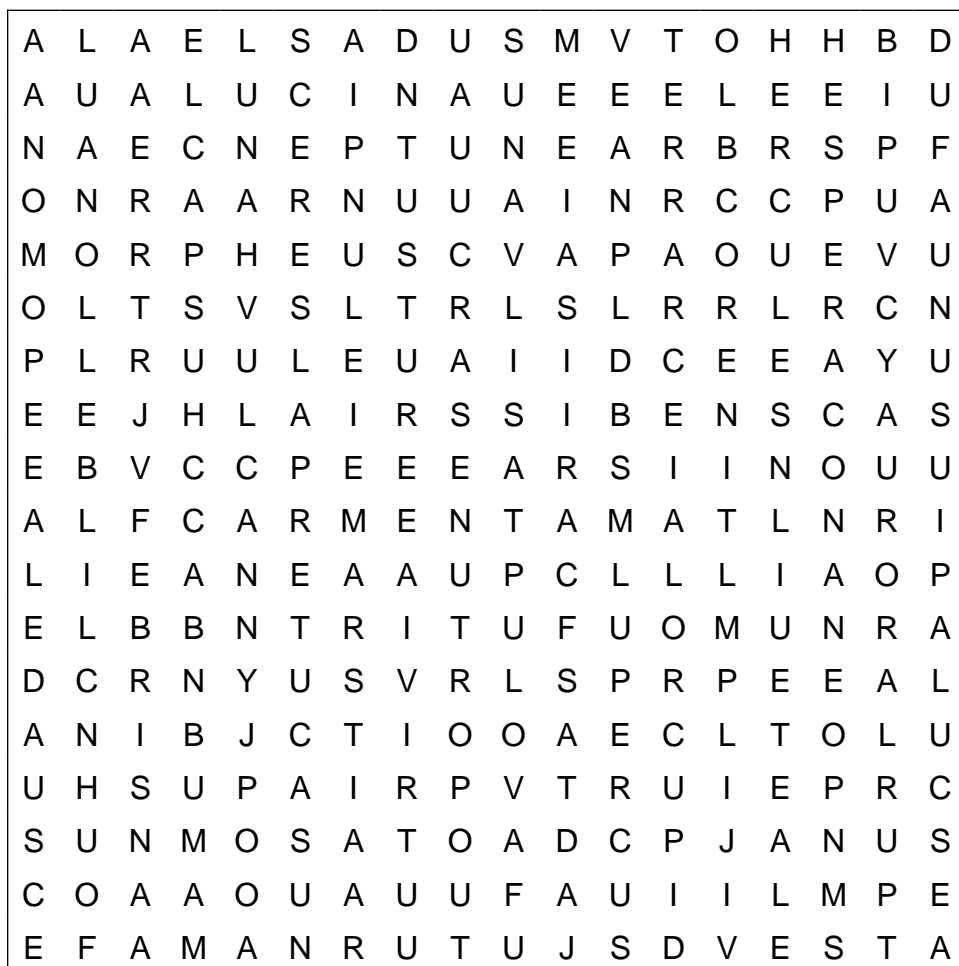 A L A E L S A D U S M V T O H H B D
A U A L U C I N A U E E E L E E I U
N A E C N E P T U N E A R B R S P F
O N R A A R N U U A I N R C C P U A
M O R P H E U S C V A P A O U E V U
O L T S V S L T R L S L R R L R C N
P L R U U L E U A I I D C E E A Y U
E E J H L A I R S S I B E N S C A S
E B V C C P E E E A R S I I N O U U
A L F C A R M E N T A M A T L N R I
L I E A N E A A U P C L L L I A O P
E L B B N T R I T U F U O M U N R A
D C R N Y U S V R L S P R P E E A L
A N I B J C T I O O A E C L T O L U
U H S U P A I R P V T R U I E P R C
S U N M O S A T O A D C P J A N U S
C O A A O U A U U F A U I I L M P E
E F A M A N R U T U J S D V E S T A